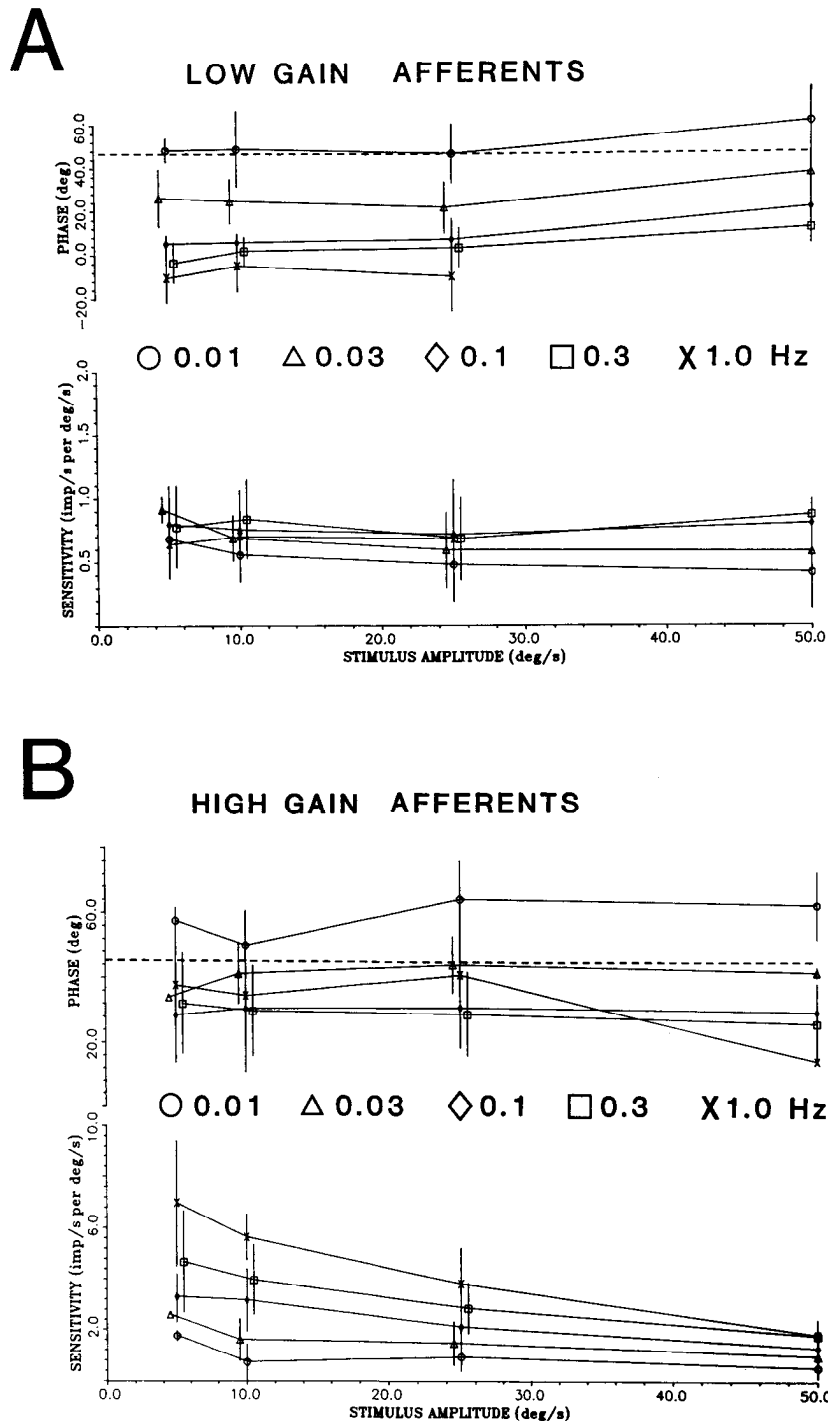 A
LOW GAIN AFFERENTS
PHASE (deg)
60.0
40.0
20.0
0.0
−20.0
○ 0.01 △ 0.03 ◇ 0.1 □ 0.3 X 1.0 Hz
SENSITIVITY (imp/s per deg/s)
2.0
1.5
1.0
0.5
0.0 10.0 20.0 30.0 40.0 50.0
STIMULUS AMPLITUDE (deg/s)
B
HIGH GAIN AFFERENTS
PHASE (deg)
60.0
20.0
○ 0.01 △ 0.03 ◇ 0.1 □ 0.3 X 1.0 Hz
SENSITIVITY (imp/s per deg/s)
10.0
6.0
2.0
0.0 10.0 20.0 30.0 40.0 50.0
STIMULUS AMPLITUDE (deg/s)